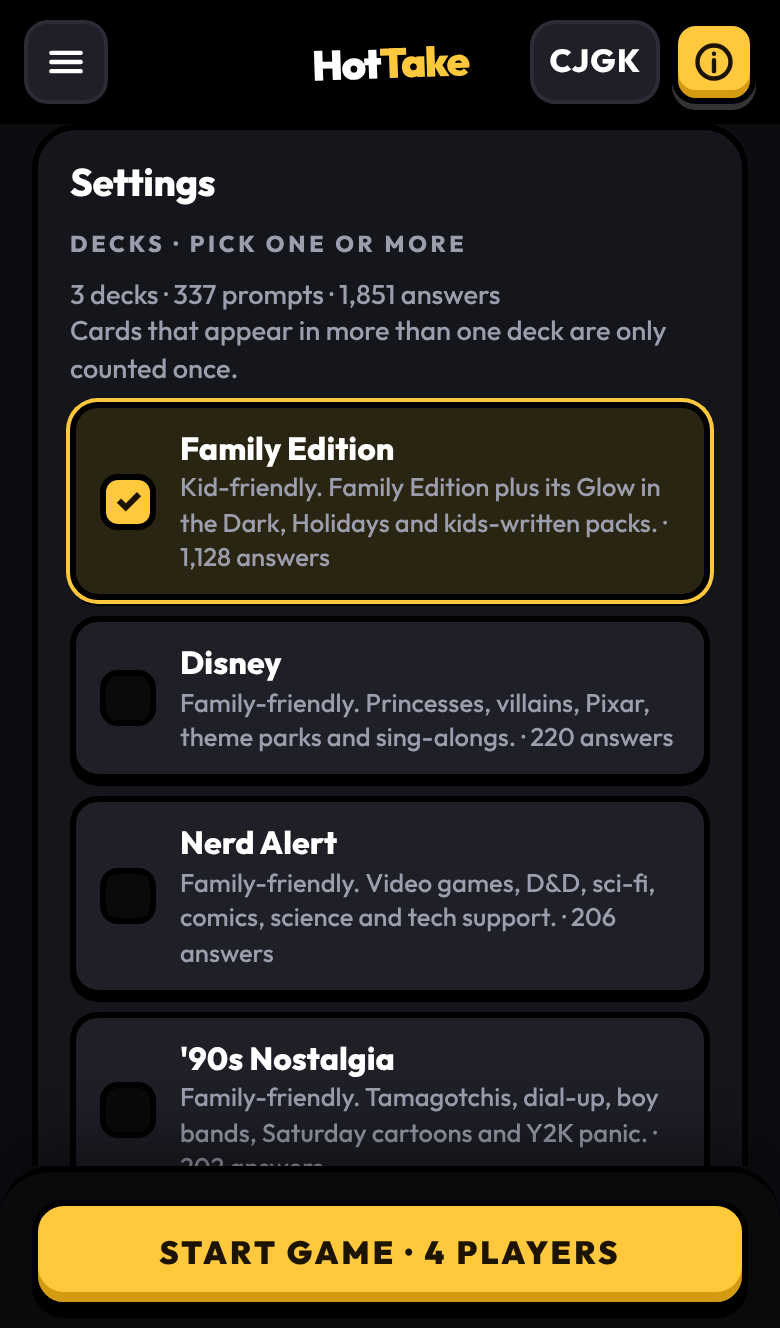 HotTake
CJGK
Settings
DECKS · PICK ONE OR MORE
3 decks · 337 prompts · 1,851 answers
Cards that appear in more than one deck are only
counted once.
Family Edition
Kid-friendly. Family Edition plus its Glow in
the Dark, Holidays and kids-written packs. ·
1,128 answers
Disney
Family-friendly. Princesses, villains, Pixar,
theme parks and sing-alongs. · 220 answers
Nerd Alert
Family-friendly. Video games, D&D, sci-fi,
comics, science and tech support. · 206
answers
'90s Nostalgia
Family-friendly. Tamagotchis, dial-up, boy
bands, Saturday cartoons and Y2K panic. ·
answers
START GAME · 4 PLAYERS